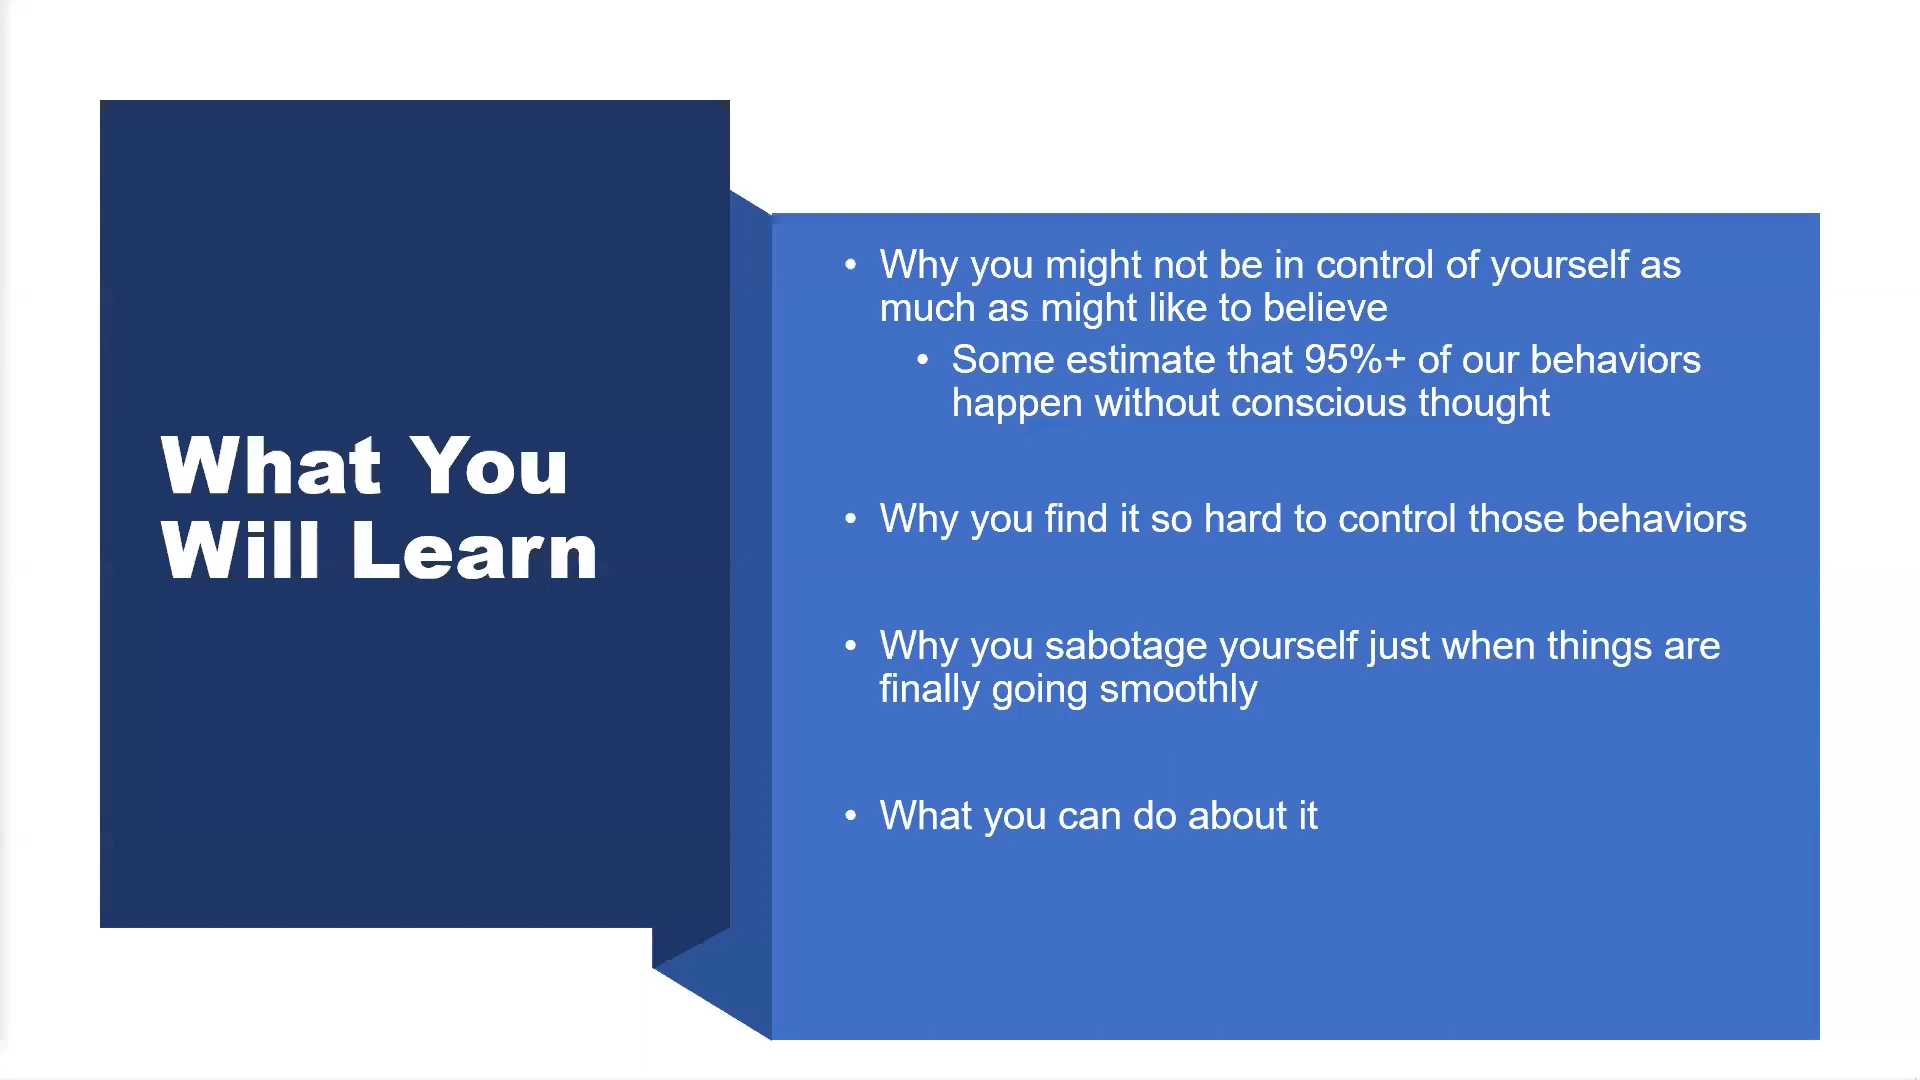 What You
Will Learn
• Why you might not be in control of yourself as
much as might like to believe
• Some estimate that 95%+ of our behaviors
happen without conscious thought
• Why you find it so hard to control those behaviors
• Why you sabotage yourself just when things are
finally going smoothly
• What you can do about it